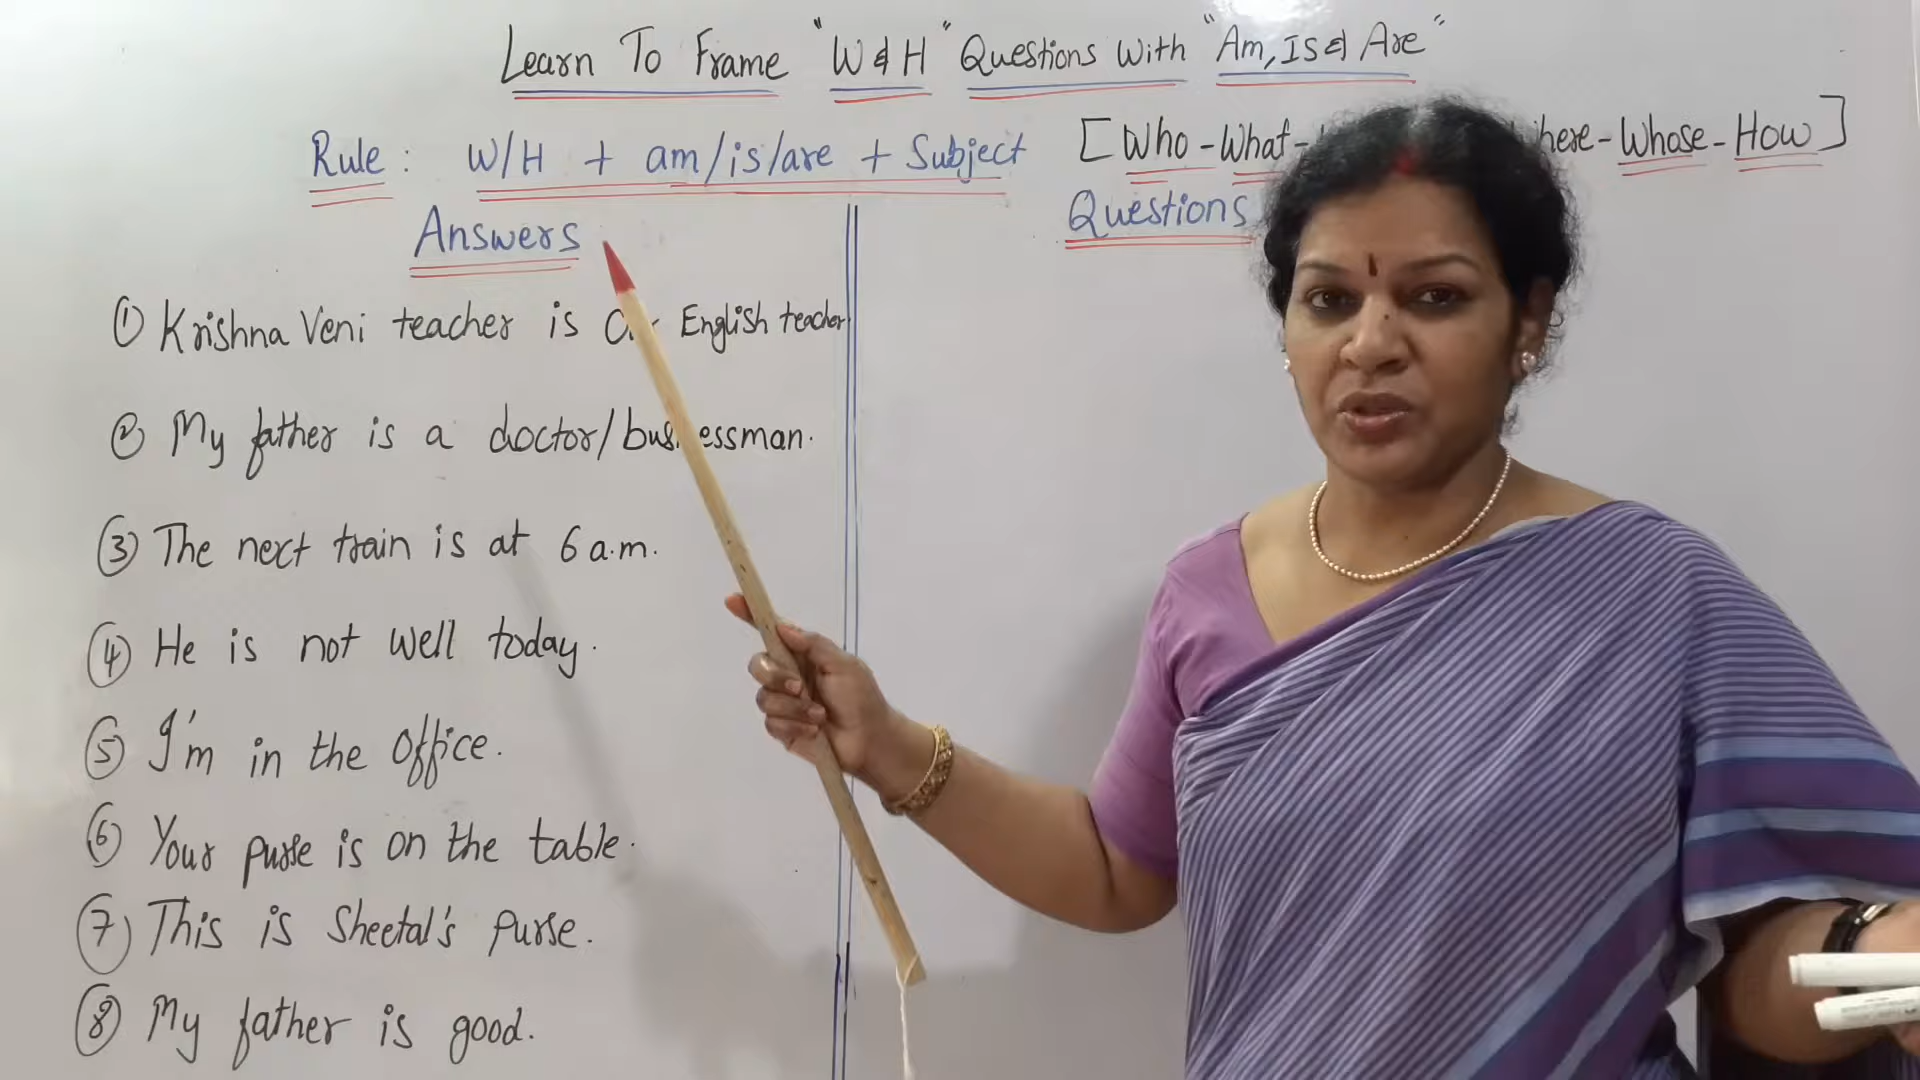 Learn To Frame "W & H" Questions With "Am, Is & Are"
Rule : W/H + am/is/are + Subject
[Who - What - here - Whose - How]
Answers
Questions
① Krishna Veni teacher is English teacher
② My father is a doctor/businessman.
③ The next train is at 6 a.m.
④ He is not well today.
⑤ I'm in the office.
⑥ Your purse is on the table.
⑦ This is Sheetal's purse.
⑧ My father is good.